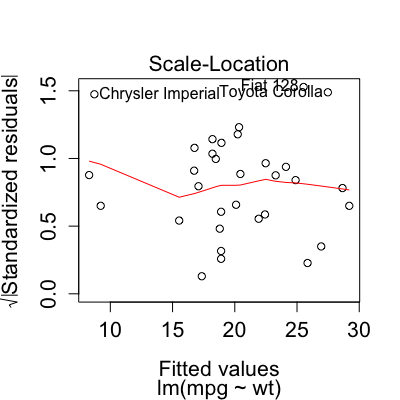 Scale-Location
√|Standardized residuals|
0.0 0.5 1.0 1.5
Fiat 128
Chrysler Imperial
Toyota Corolla
10 15 20 25 30
Fitted values
lm(mpg ~ wt)